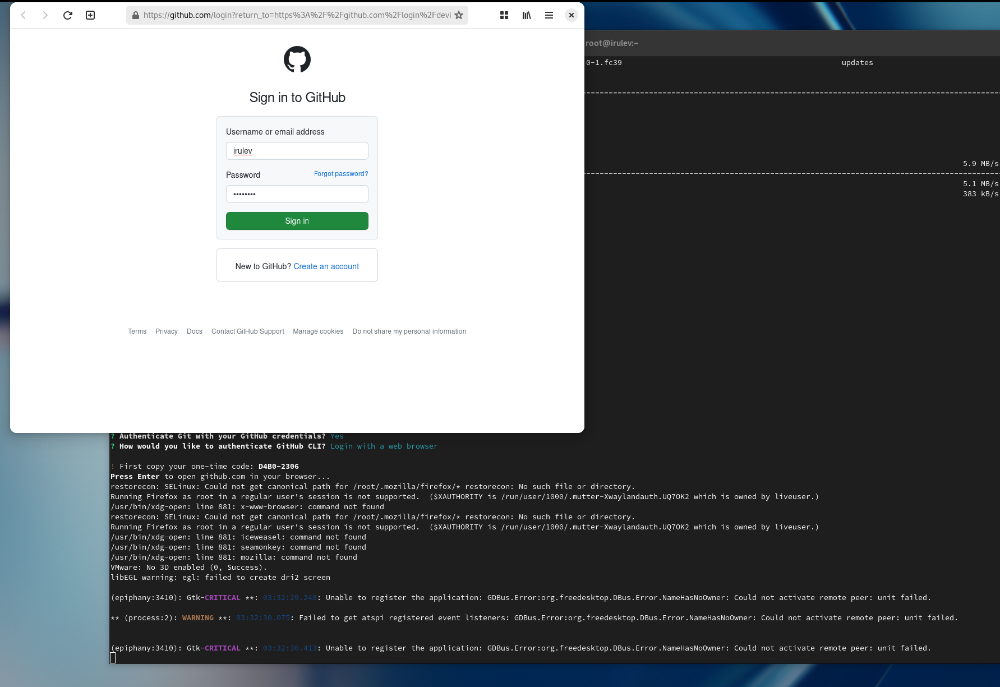 https://github.com/login?return_to=https%3A%2F%2Fgithub.com%2Flogin%2Fdevi
root@irulev:~
0-1.fc39 updates
Sign in to GitHub
Username or email address
irulev
Password Forgot password?
••••••••
Sign in
New to GitHub? Create an account
Terms Privacy Docs Contact GitHub Support Manage cookies Do not share my personal information
================================================================================
5.9 MB/s
--------------------------------------------------------------------------------
5.1 MB/s
383 kB/s
? Authenticate Git with your GitHub credentials? Yes
? How would you like to authenticate GitHub CLI? Login with a web browser
! First copy your one-time code: D4B0-2306
Press Enter to open github.com in your browser...
restorecon: SELinux: Could not get canonical path for /root/.mozilla/firefox/* restorecon: No such file or directory.
Running Firefox as root in a regular user's session is not supported.  ($XAUTHORITY is /run/user/1000/.mutter-Xwaylandauth.UQ7OK2 which is owned by liveuser.)
/usr/bin/xdg-open: line 881: x-www-browser: command not found
restorecon: SELinux: Could not get canonical path for /root/.mozilla/firefox/* restorecon: No such file or directory.
Running Firefox as root in a regular user's session is not supported.  ($XAUTHORITY is /run/user/1000/.mutter-Xwaylandauth.UQ7OK2 which is owned by liveuser.)
/usr/bin/xdg-open: line 881: iceweasel: command not found
/usr/bin/xdg-open: line 881: seamonkey: command not found
/usr/bin/xdg-open: line 881: mozilla: command not found
VMware: No 3D enabled (0, Success).
libEGL warning: egl: failed to create dri2 screen
(epiphany:3410): Gtk-CRITICAL **: 03:32:29.248: Unable to register the application: GDBus.Error:org.freedesktop.DBus.Error.NameHasNoOwner: Could not activate remote peer: unit failed.
** (process:2): WARNING **: 03:32:30.075: Failed to get atspi registered event listeners: GDBus.Error:org.freedesktop.DBus.Error.NameHasNoOwner: Could not activate remote peer: unit failed.
(epiphany:3410): Gtk-CRITICAL **: 03:32:30.413: Unable to register the application: GDBus.Error:org.freedesktop.DBus.Error.NameHasNoOwner: Could not activate remote peer: unit failed.